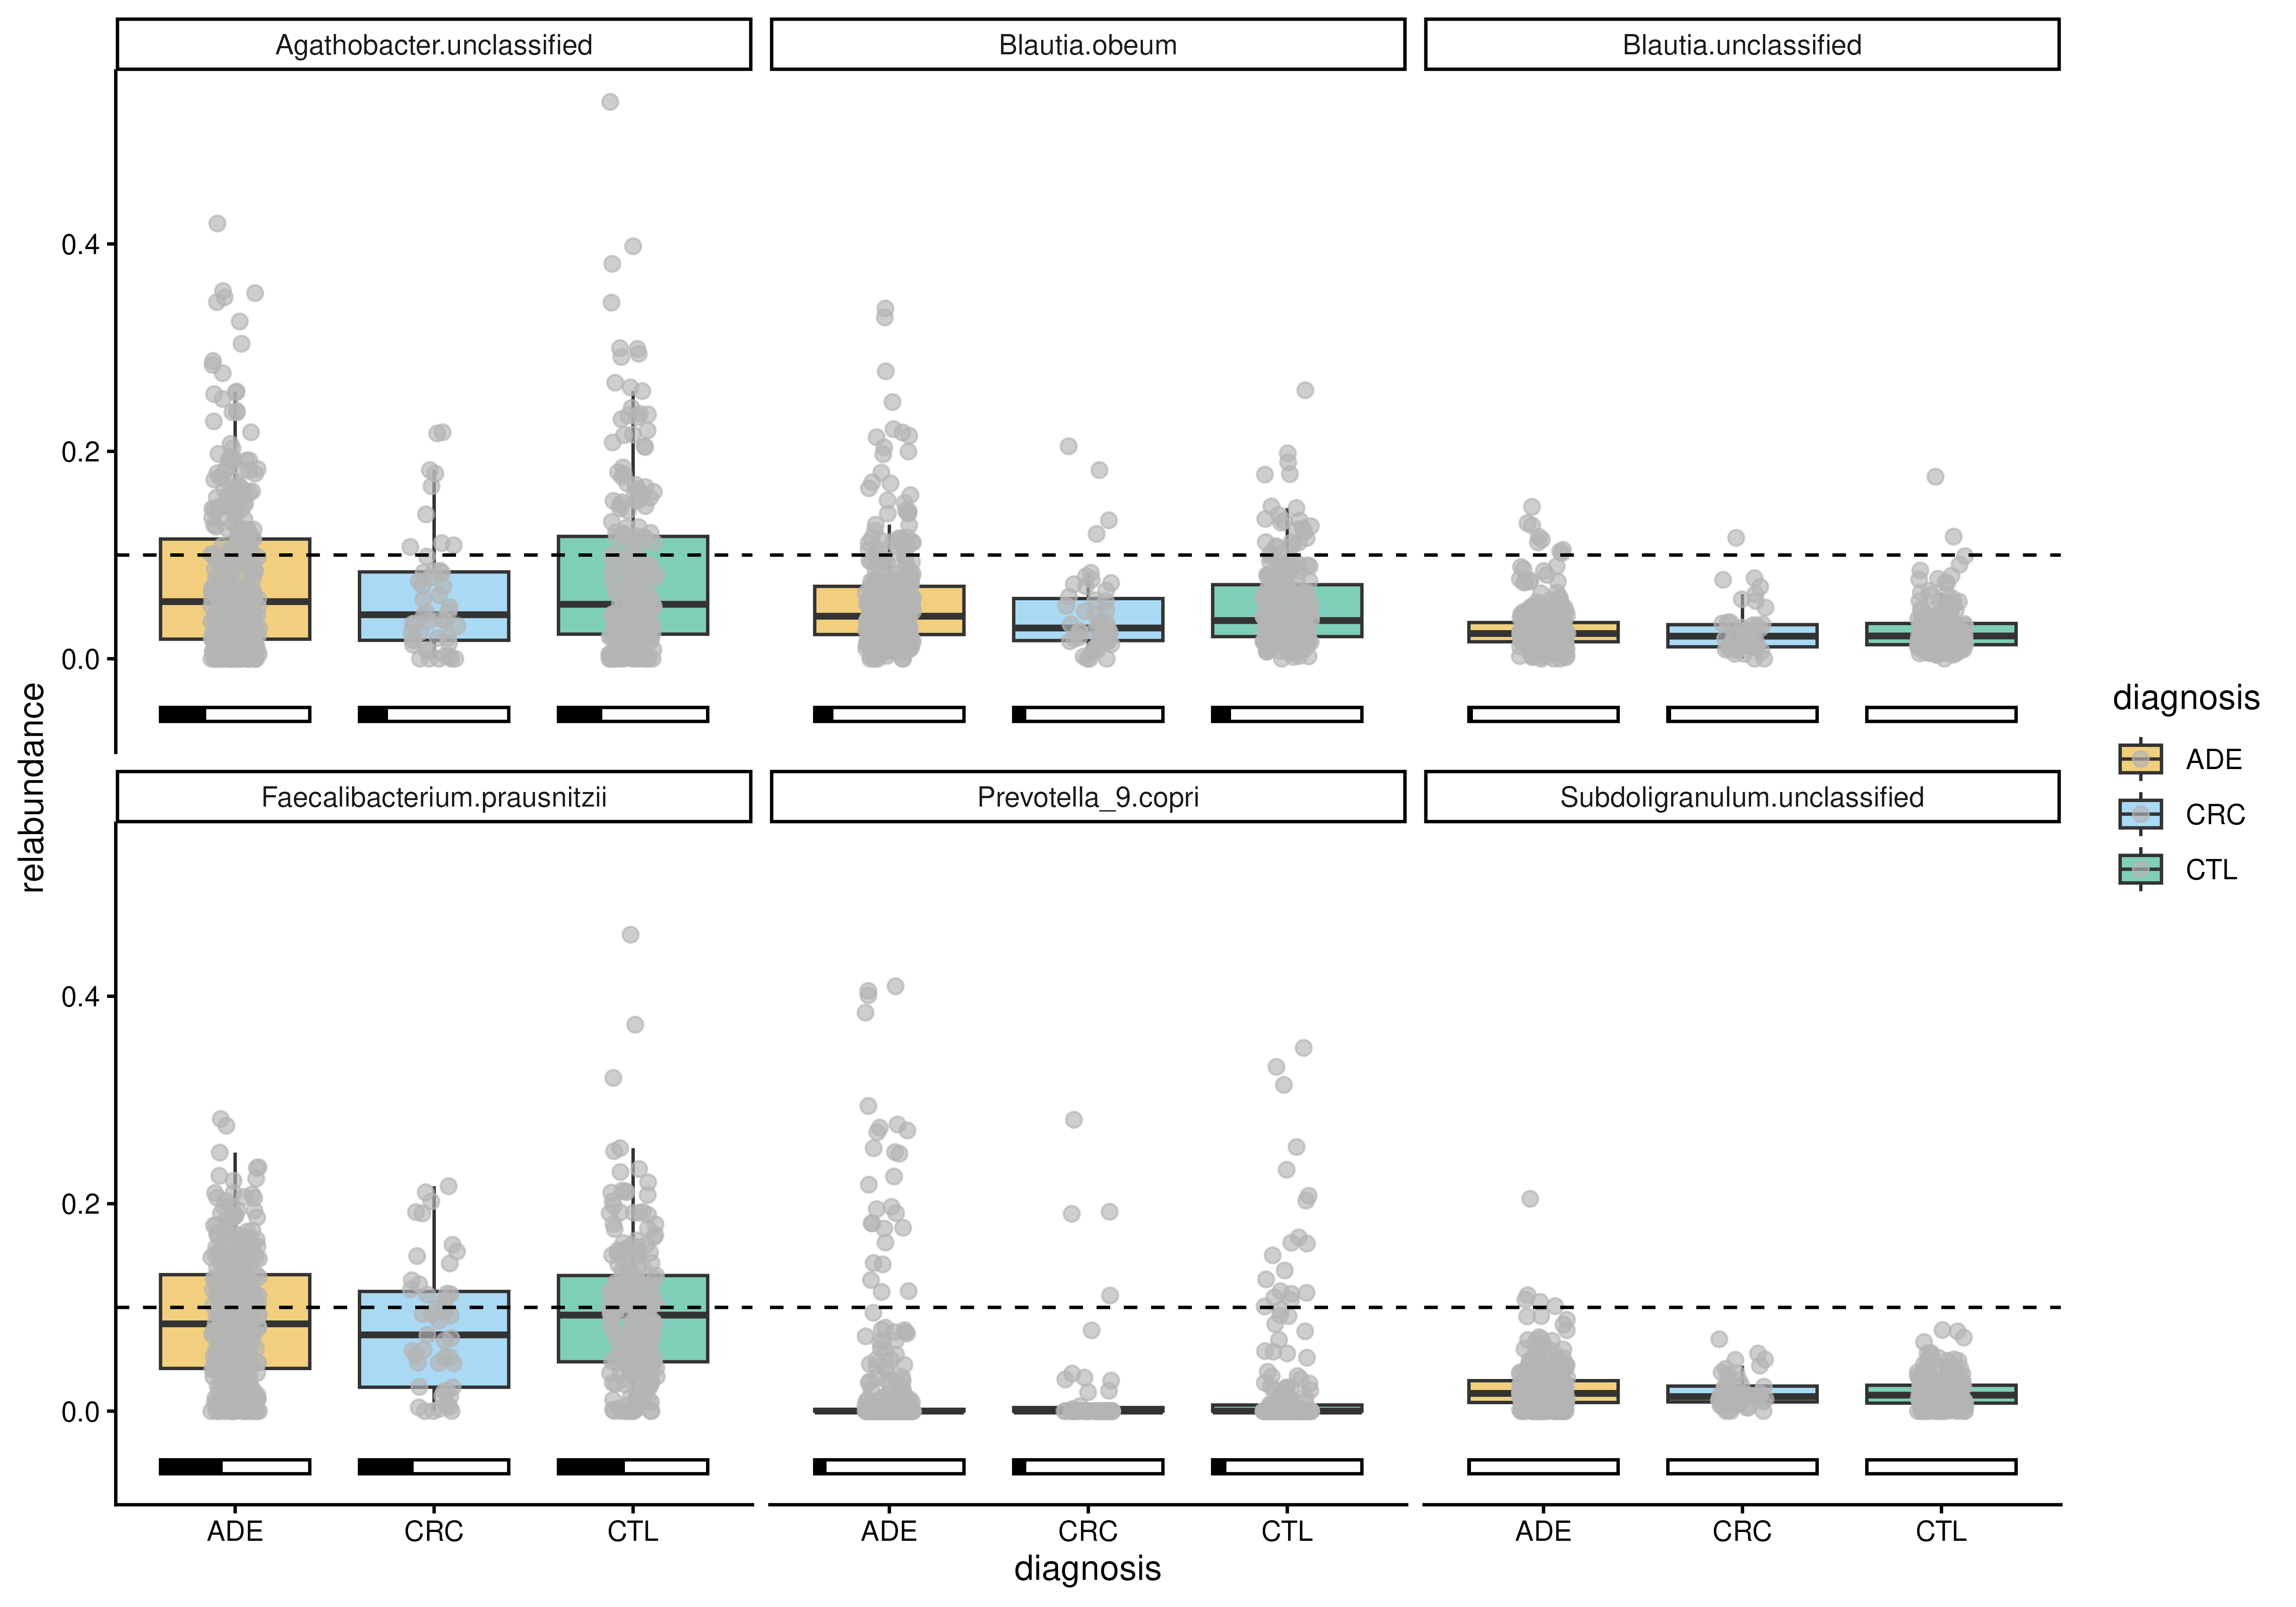 Agathobacter.unclassified
Blautia.obeum
Blautia.unclassified
0.4
0.2
0.0
Faecalibacterium.prausnitzii
Prevotella_9.copri
Subdoligranulum.unclassified
0.4
0.2
0.0
relabundance
ADE
CRC
CTL
ADE
CRC
CTL
ADE
CRC
CTL
diagnosis
diagnosis
ADE
CRC
CTL